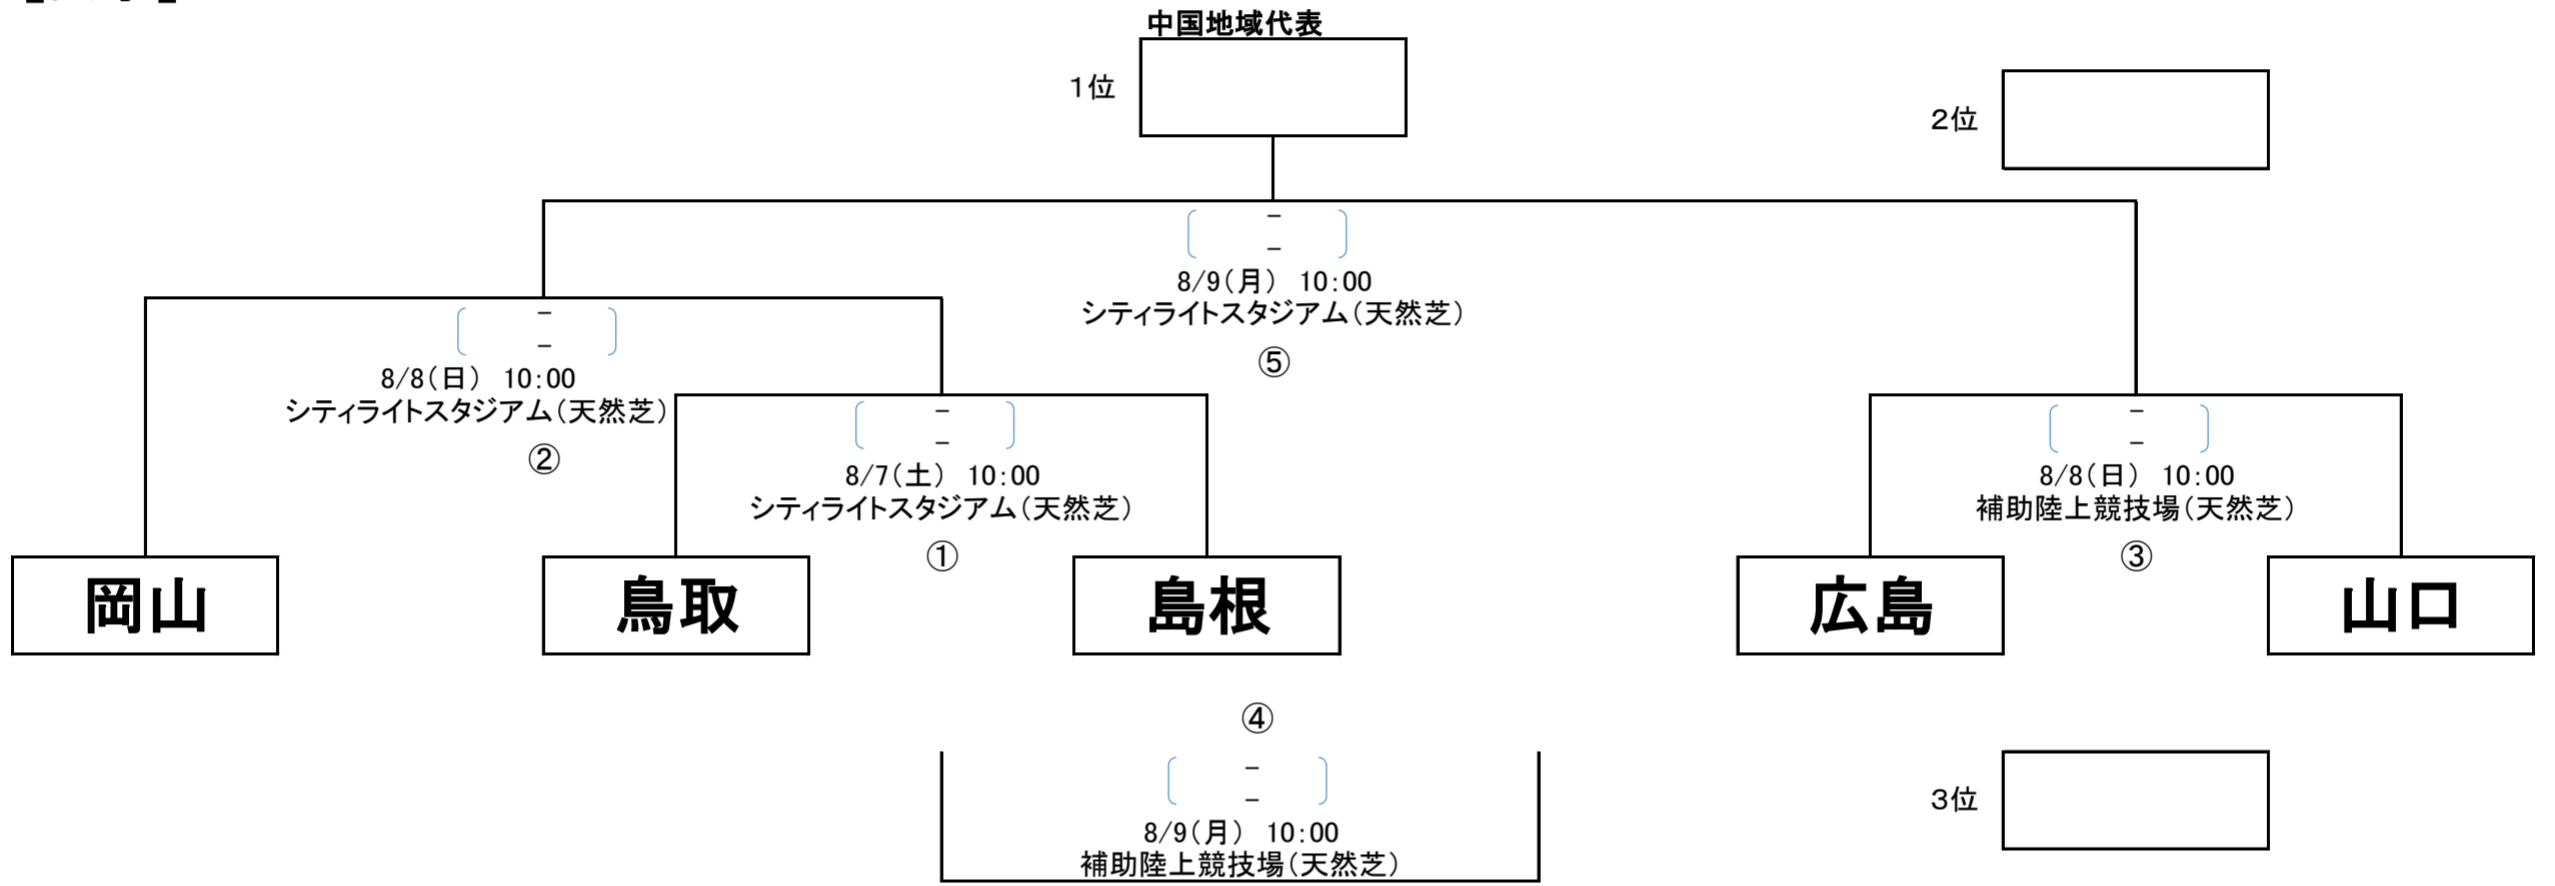 中国地域代表
1位
2位
-
-
8/9(月) 10:00
シティライトスタジアム(天然芝)
⑤
-
-
8/8(日) 10:00
シティライトスタジアム(天然芝)
②
-
-
8/7(土) 10:00
シティライトスタジアム(天然芝)
①
-
-
8/8(日) 10:00
補助陸上競技場(天然芝)
③
岡山
鳥取
島根
広島
山口
④
-
-
8/9(月) 10:00
補助陸上競技場(天然芝)
3位